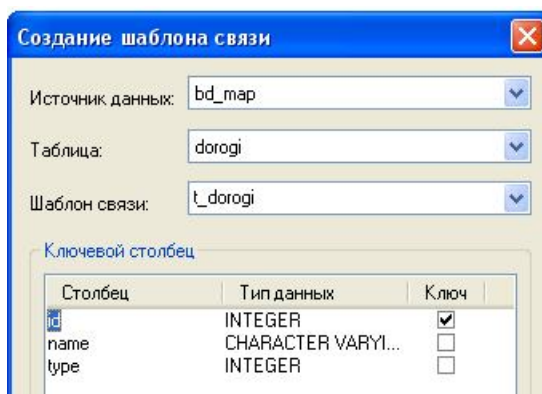 Создание шаблона связи
Источник данных: bd_map
Таблица: dorogi
Шаблон связи: t_dorogi
Ключевой столбец
Столбец Тип данных Ключ
id INTEGER
name CHARACTER VARYI...
type INTEGER